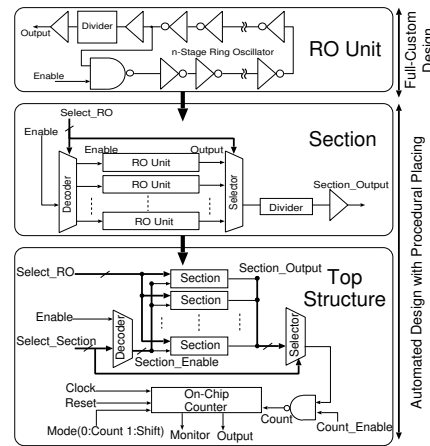 Output
Divider
n-Stage Ring Oscillator
Enable
RO Unit
Full-Custom
Design
Select_RO
Enable
Section
Enable
Output
Decoder
RO Unit
RO Unit
RO Unit
Selector
Divider
Section_Output
Automated Design with Procedural Placing
Select_RO
Section_Output
Top
Structure
Section
Section
Section
Enable
Decoder
Select_Section
Section_Enable
Selector
Clock
Reset
On-Chip
Counter
Count
Count_Enable
Mode(0:Count 1:Shift)
Monitor
Output